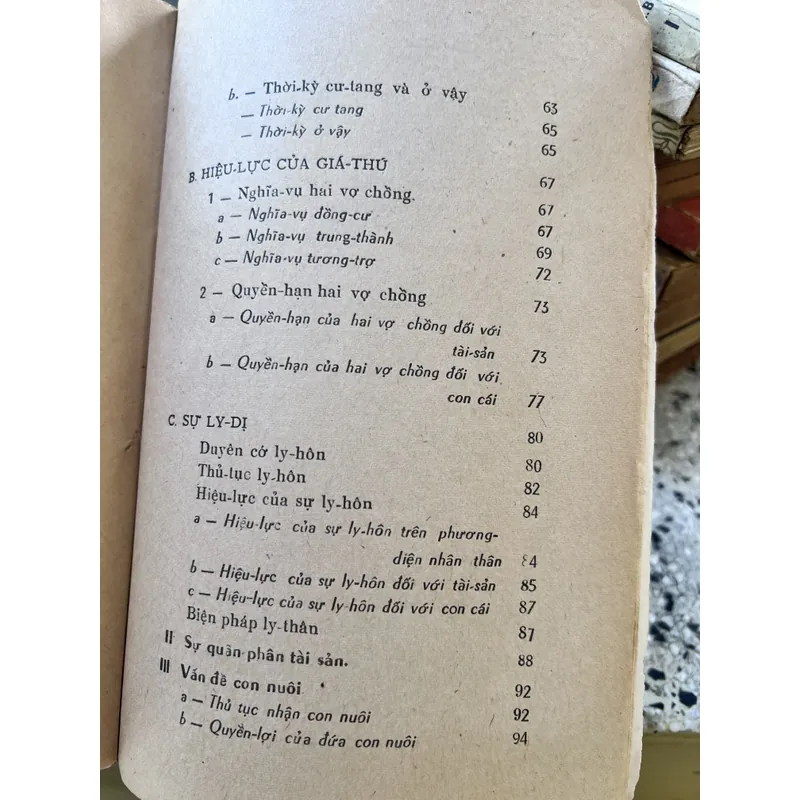 b. — Thời-kỳ cư-tang và ở vậy 63
— Thời-kỳ cư tang 65
— Thời-kỳ ở vậy 65
B. HIỆU-LỰC CỦA GIÁ-THÚ 67
1 — Nghĩa-vụ hai vợ chồng. 67
a — Nghĩa-vụ đồng-cư 67
b — Nghĩa-vụ trung-thành 69
c — Nghĩa-vụ tương-trợ 72
2 — Quyền-hạn hai vợ chồng 73
a — Quyền-hạn của hai vợ chồng đối với
tài-sản 73
b — Quyền-hạn của hai vợ chồng đối với
con cái 77
C. SỰ LY-DỊ 80
Duyên cớ ly-hôn 80
Thủ-tục ly-hôn 82
Hiệu-lực của sự ly-hôn 84
a — Hiệu-lực của sự ly-hôn trên phương-
diện nhân thân 84
b — Hiệu-lực của sự ly-hôn đối với tài-sản 85
c — Hiệu-lực của sự ly-hôn đối với con cái 87
Biện pháp ly-thân 87
II Sự quân-phân tài sản. 88
III Vấn đề con nuôi 92
a — Thủ tục nhận con nuôi 92
b — Quyền-lợi của đứa con nuôi 94